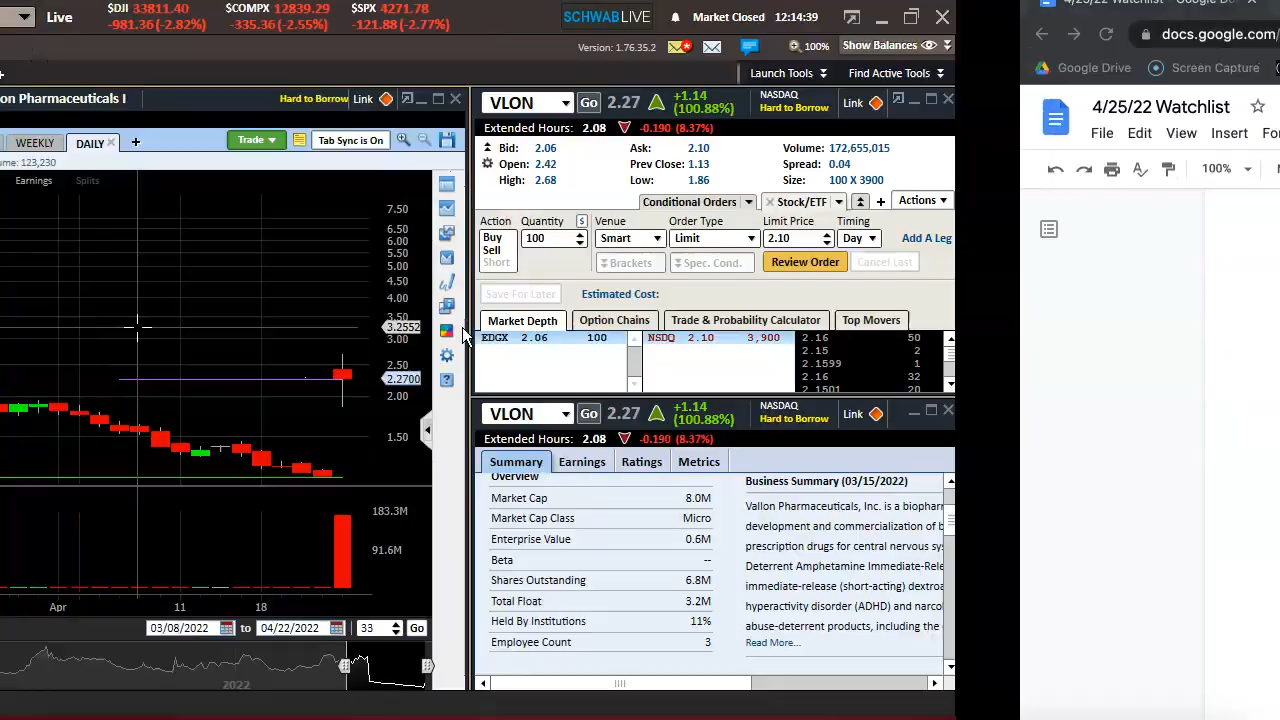 Live
$DJI 33811.40
-981.36 (-2.82%)
$COMPX 12839.29
-335.36 (-2.55%)
$SPX 4271.78
-121.88 (-2.77%)
SCHWABLIVE
Market Closed 12:14:39
Version: 1.76.35.2
100%
Show Balances
Launch Tools
Find Active Tools
on Pharmaceuticals I
Hard to Borrow
Link
WEEKLY
DAILY
Trade
Tab Sync is On
ume: 123,230
Earnings
Splits
7.50
6.50
6.00
5.50
5.00
4.50
4.00
3.50
3.2552
3.00
2.50
2.2700
2.00
1.50
183.3M
91.6M
Apr
11
18
03/08/2022
to
04/22/2022
33
Go
2022
VLON
Go
2.27
+1.14
(100.88%)
NASDAQ
Hard to Borrow
Link
Extended Hours: 2.08 -0.190 (8.37%)
Bid: 2.06 Ask: 2.10 Volume: 172,655,015
Open: 2.42 Prev Close: 1.13 Spread: 0.04
High: 2.68 Low: 1.86 Size: 100 X 3900
Conditional Orders
Stock/ETF
Actions
Action
Quantity
$
Venue
Order Type
Limit Price
Timing
Buy
Sell
Short
100
Smart
Limit
2.10
Day
Add A Leg
Brackets
Spec. Cond.
Review Order
Cancel Last
Save For Later
Estimated Cost:
Market Depth
Option Chains
Trade & Probability Calculator
Top Movers
EDGX 2.06 100
NSDQ 2.10 3,900
2.16 50
2.15 2
2.1599 1
2.16 32
2.1501 20
VLON
Go
2.27
+1.14
(100.88%)
NASDAQ
Hard to Borrow
Link
Extended Hours: 2.08 -0.190 (8.37%)
Summary
Earnings
Ratings
Metrics
Overview
Market Cap 8.0M
Market Cap Class Micro
Enterprise Value 0.6M
Beta --
Shares Outstanding 6.8M
Total Float 3.2M
Held By Institutions 11%
Employee Count 3
Business Summary (03/15/2022)
Vallon Pharmaceuticals, Inc. is a biophar
development and commercialization of b
prescription drugs for central nervous sy
Deterrent Amphetamine Immediate-Rele
immediate-release (short-acting) dextroa
hyperactivity disorder (ADHD) and narco
abuse-deterrent products, including the
Read More...
4/25/22 Watchlist - Google Do
docs.google.com/
Google Drive
Screen Capture
4/25/22 Watchlist
File
Edit
View
Insert
For
100%